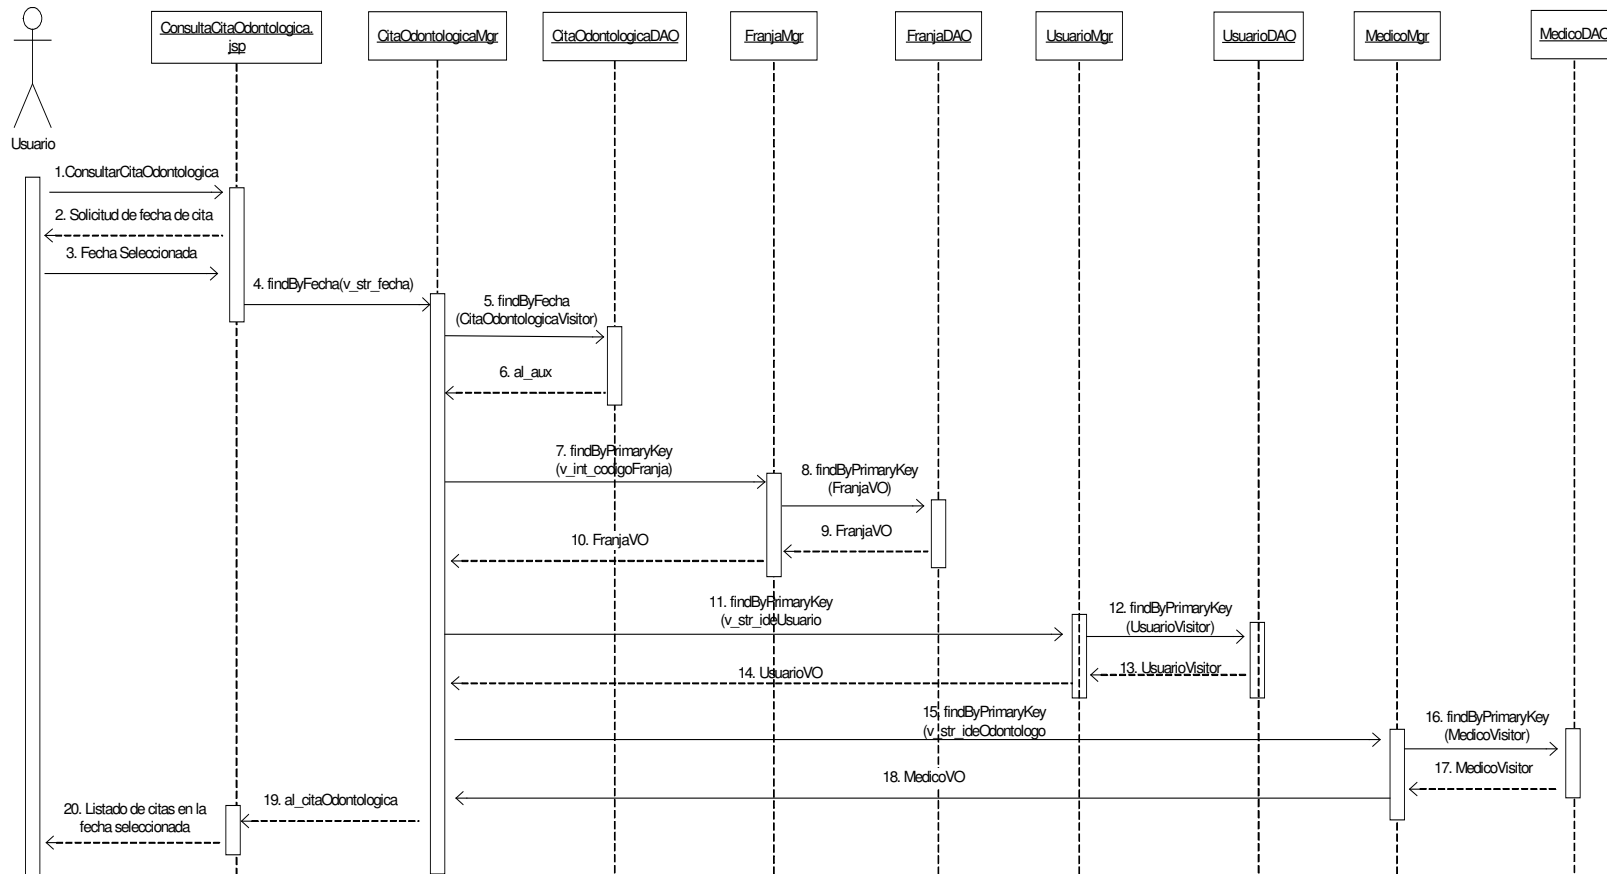 ConsultaCitaOdontologica.
jsp
CitaOdontologicaMgr
CitaOdontologicaDAO
FranjaMgr
FranjaDAO
UsuarioMgr
UsuarioDAO
MedicoMgr
MedicoDAO
Usuario
1.ConsultarCitaOdontologica
2. Solicitud de fecha de cita
3. Fecha Seleccionada
4. findByFecha(v_str_fecha)
5. findByFecha
(CitaOdontologicaVisitor)
6. al_aux
7. findByPrimaryKey
(v_int_codigoFranja)
8. findByPrimaryKey
(FranjaVO)
9. FranjaVO
10. FranjaVO
11. findByPrimaryKey
(v_str_ideUsuario
12. findByPrimaryKey
(UsuarioVisitor)
13. UsuarioVisitor
14. UsuarioVO
15. findByPrimaryKey
(v_str_ideOdontologo
16. findByPrimaryKey
(MedicoVisitor)
17. MedicoVisitor
18. MedicoVO
19. al_citaOdontologica
20. Listado de citas en la
fecha seleccionada